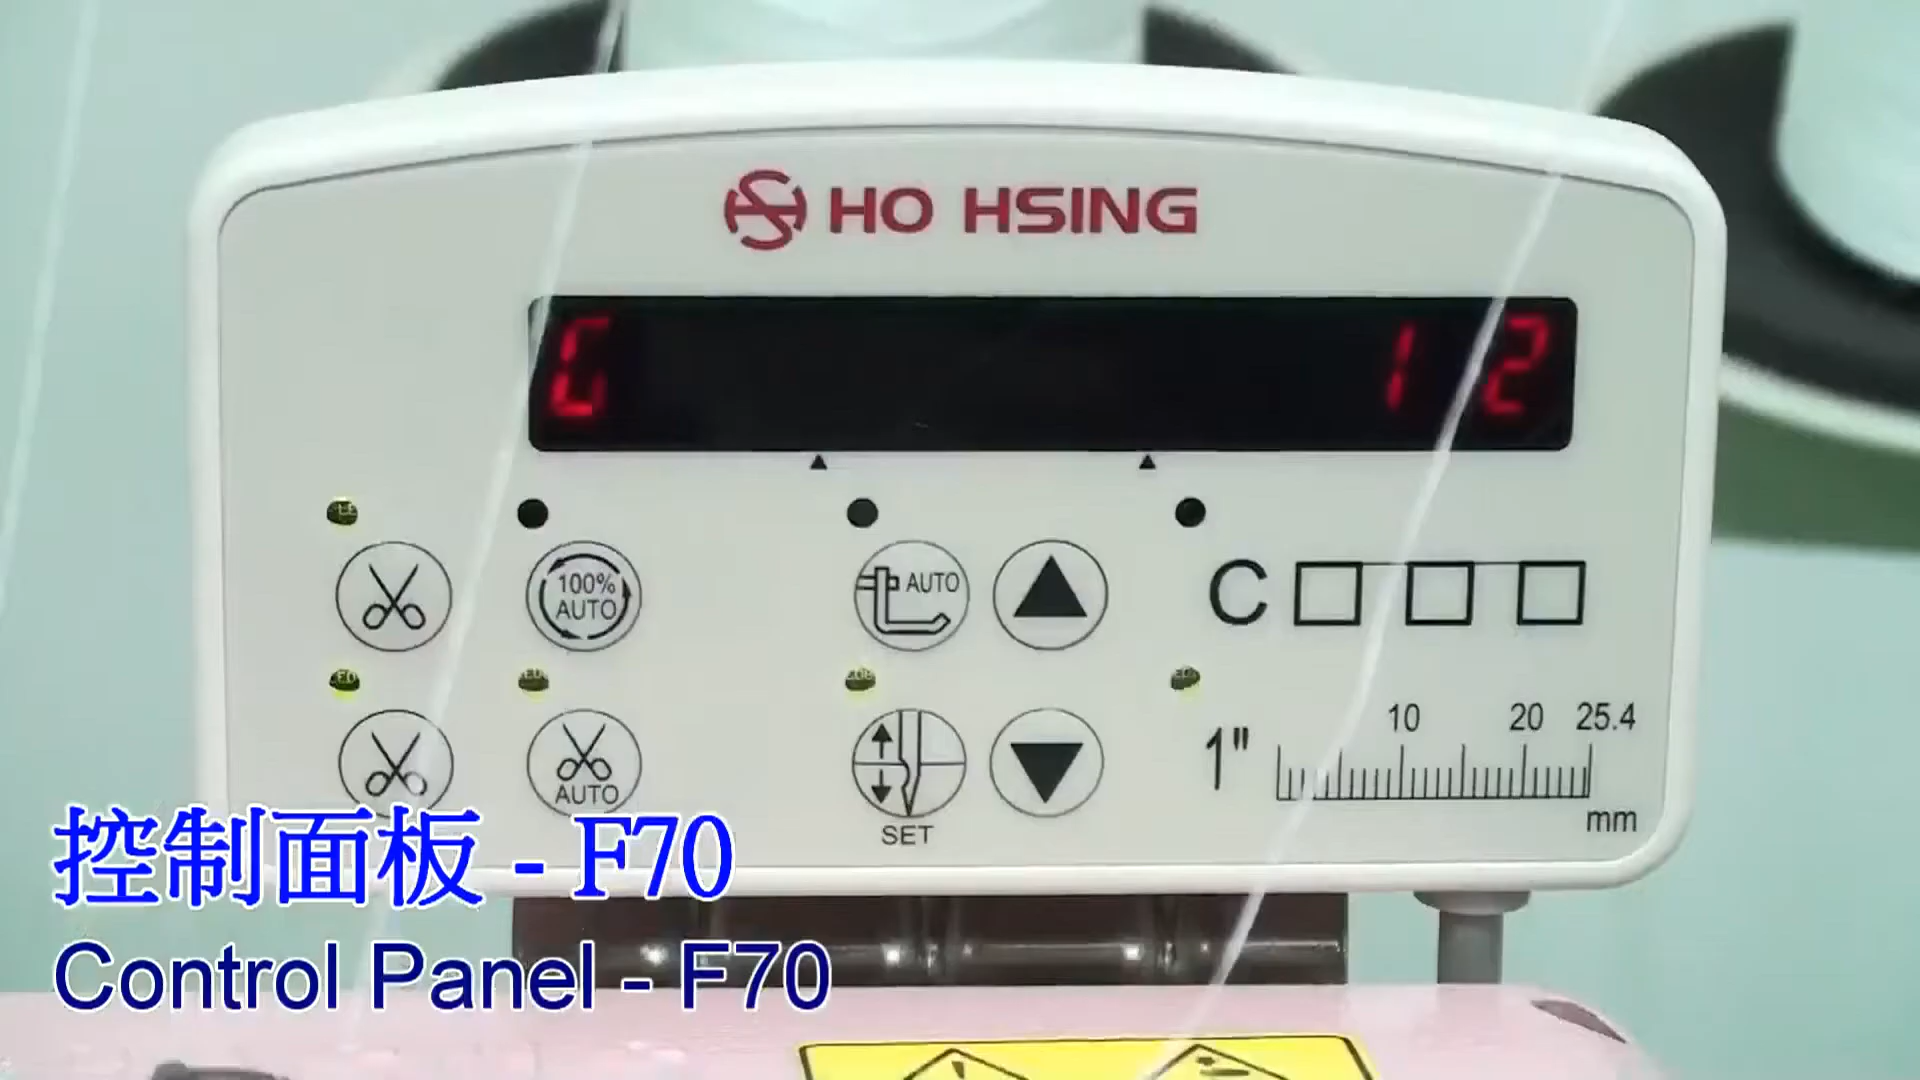 HO HSING
G 12
100%
AUTO
AUTO
C
AUTO
SET
1"
10 20 25.4
mm
控制面板 - F70
Control Panel - F70